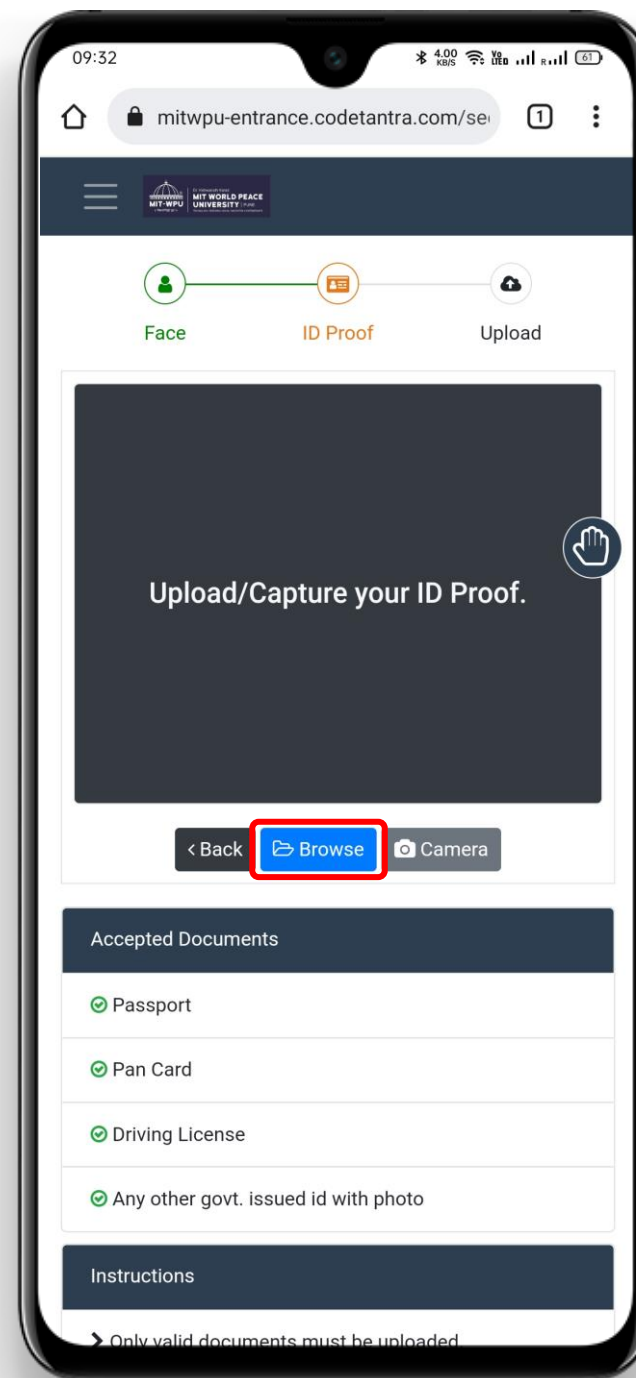 09:32
4.00
KB/S
Vo
LTE
R
61
mitwpu-entrance.codetantra.com/se
1
MIT-WPU
MIT WORLD PEACE
UNIVERSITY
Face
ID Proof
Upload
Upload/Capture your ID Proof.
< Back
Browse
Camera
Accepted Documents
Passport
Pan Card
Driving License
Any other govt. issued id with photo
Instructions
Only valid documents must be uploaded